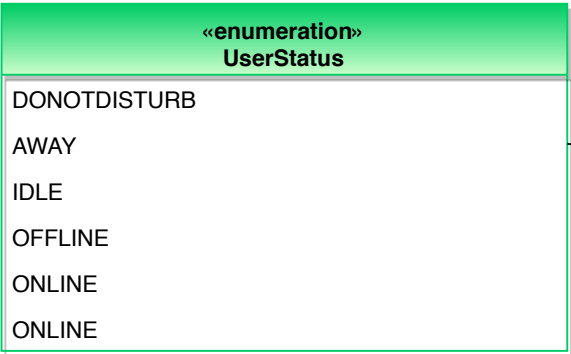 «enumeration»
UserStatus
DONOTDISTURB
AWAY
IDLE
OFFLINE
ONLINE
ONLINE